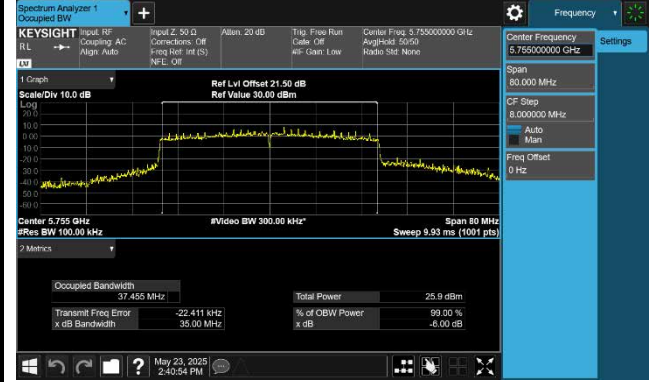 Spectrum Analyzer 1
Occupied BW
Frequency
KEYSIGHT
RL
Input: RF
Coupling: AC
Align: Auto
Input Z: 50 Ω
Corrections: Off
Freq Ref: Int (S)
NFE: Off
Atten: 20 dB
Trig: Free Run
Gate: Off
#IF Gain: Low
Center Freq: 5.755000000 GHz
Avg|Hold: 50/50
Radio Std: None
LXI
1 Graph
Scale/Div 10.0 dB
Ref Lvl Offset 21.50 dB
Ref Value 30.00 dBm
Log
20.0
10.0
0.00
-10.0
-20.0
-30.0
-40.0
-50.0
-60.0
Center 5.755 GHz
#Res BW 100.00 kHz
#Video BW 300.00 kHz*
Span 80 MHz
Sweep 9.93 ms (1001 pts)
2 Metrics
Occupied Bandwidth
37.455 MHz
Total Power 25.9 dBm
Transmit Freq Error -22.411 kHz
% of OBW Power 99.00 %
x dB Bandwidth 35.00 MHz
x dB -6.00 dB
May 23, 2025
2:40:54 PM
Center Frequency
5.755000000 GHz
Settings
Span
80.000 MHz
CF Step
8.000000 MHz
Auto
Man
Freq Offset
0 Hz